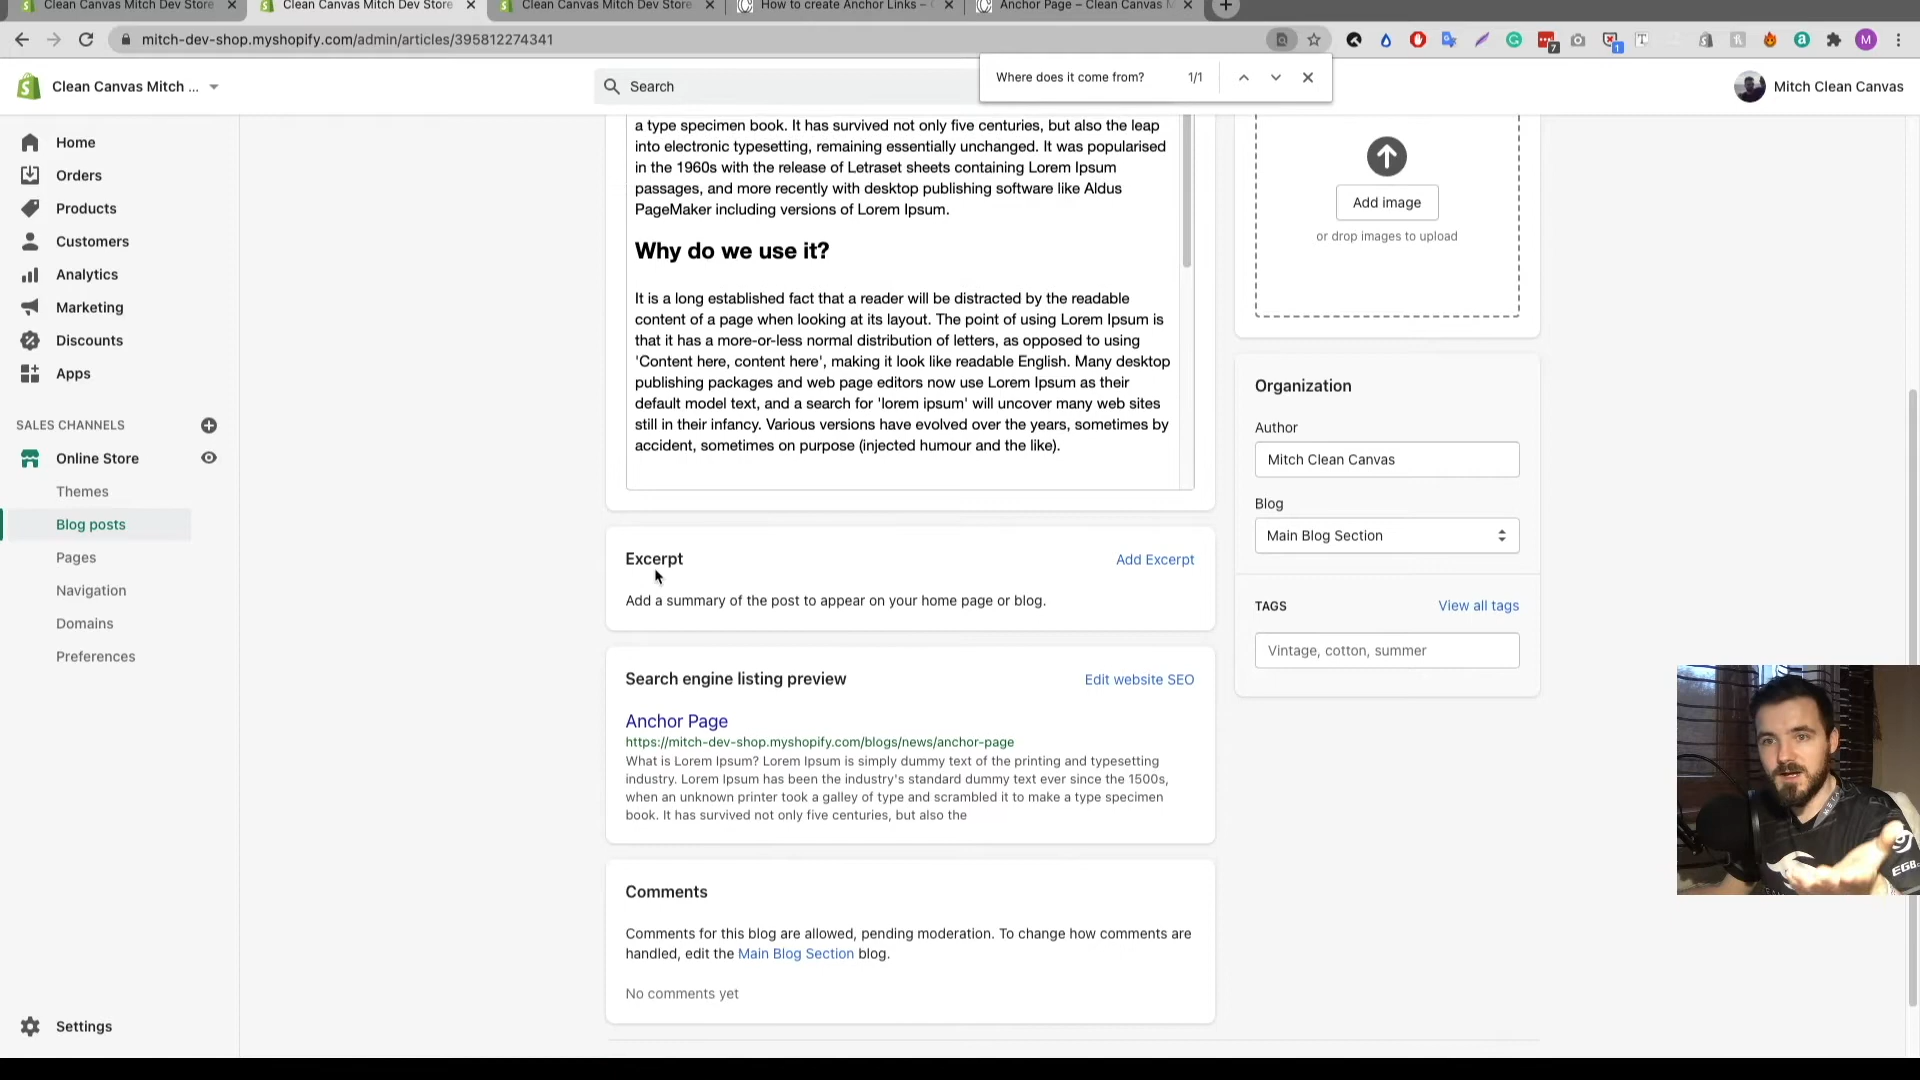 Clean Canvas Mitch Dev Store
Clean Canvas Mitch Dev Store
Clean Canvas Mitch Dev Store
How to create Anchor Links –
Anchor Page – Clean Canvas
mitch-dev-shop.myshopify.com/admin/articles/395812274341
7
1
M
Where does it come from?
1/1
Clean Canvas Mitch ...
Search
Mitch Clean Canvas
Home
Orders
Products
Customers
Analytics
Marketing
Discounts
Apps
SALES CHANNELS
Online Store
Themes
Blog posts
Pages
Navigation
Domains
Preferences
Settings
a type specimen book. It has survived not only five centuries, but also the leap
into electronic typesetting, remaining essentially unchanged. It was popularised
in the 1960s with the release of Letraset sheets containing Lorem Ipsum
passages, and more recently with desktop publishing software like Aldus
PageMaker including versions of Lorem Ipsum.
Why do we use it?
It is a long established fact that a reader will be distracted by the readable
content of a page when looking at its layout. The point of using Lorem Ipsum is
that it has a more-or-less normal distribution of letters, as opposed to using
'Content here, content here', making it look like readable English. Many desktop
publishing packages and web page editors now use Lorem Ipsum as their
default model text, and a search for 'lorem ipsum' will uncover many web sites
still in their infancy. Various versions have evolved over the years, sometimes by
accident, sometimes on purpose (injected humour and the like).
Excerpt
Add Excerpt
Add a summary of the post to appear on your home page or blog.
Search engine listing preview
Edit website SEO
Anchor Page
https://mitch-dev-shop.myshopify.com/blogs/news/anchor-page
What is Lorem Ipsum? Lorem Ipsum is simply dummy text of the printing and typesetting
industry. Lorem Ipsum has been the industry's standard dummy text ever since the 1500s,
when an unknown printer took a galley of type and scrambled it to make a type specimen
book. It has survived not only five centuries, but also the
Comments
Comments for this blog are allowed, pending moderation. To change how comments are
handled, edit the Main Blog Section blog.
No comments yet
Add image
or drop images to upload
Organization
Author
Mitch Clean Canvas
Blog
Main Blog Section
TAGS
View all tags
Vintage, cotton, summer